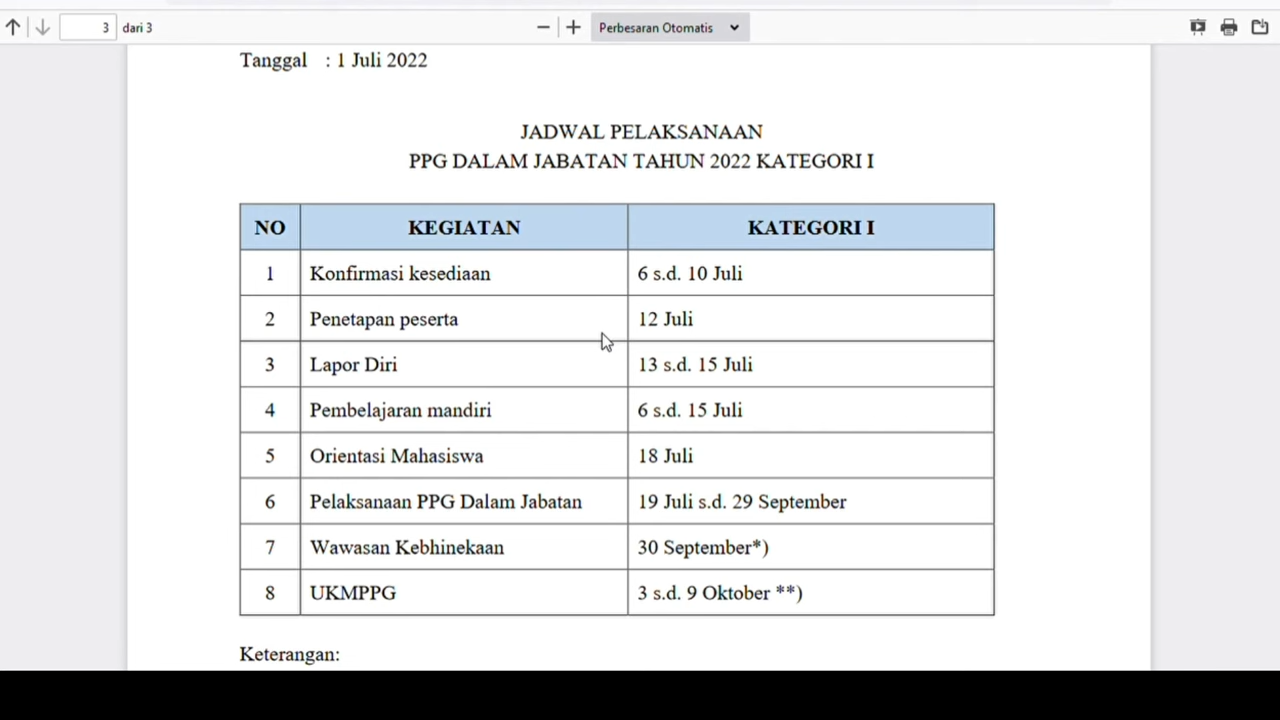 3 dari 3 Perbesaran Otomatis
Tanggal : 1 Juli 2022
JADWAL PELAKSANAAN
PPG DALAM JABATAN TAHUN 2022 KATEGORI I
NO KEGIATAN KATEGORI I
1 Konfirmasi kesediaan 6 s.d. 10 Juli
2 Penetapan peserta 12 Juli
3 Lapor Diri 13 s.d. 15 Juli
4 Pembelajaran mandiri 6 s.d. 15 Juli
5 Orientasi Mahasiswa 18 Juli
6 Pelaksanaan PPG Dalam Jabatan 19 Juli s.d. 29 September
7 Wawasan Kebhinekaan 30 September*)
8 UKMPPG 3 s.d. 9 Oktober **)
Keterangan: